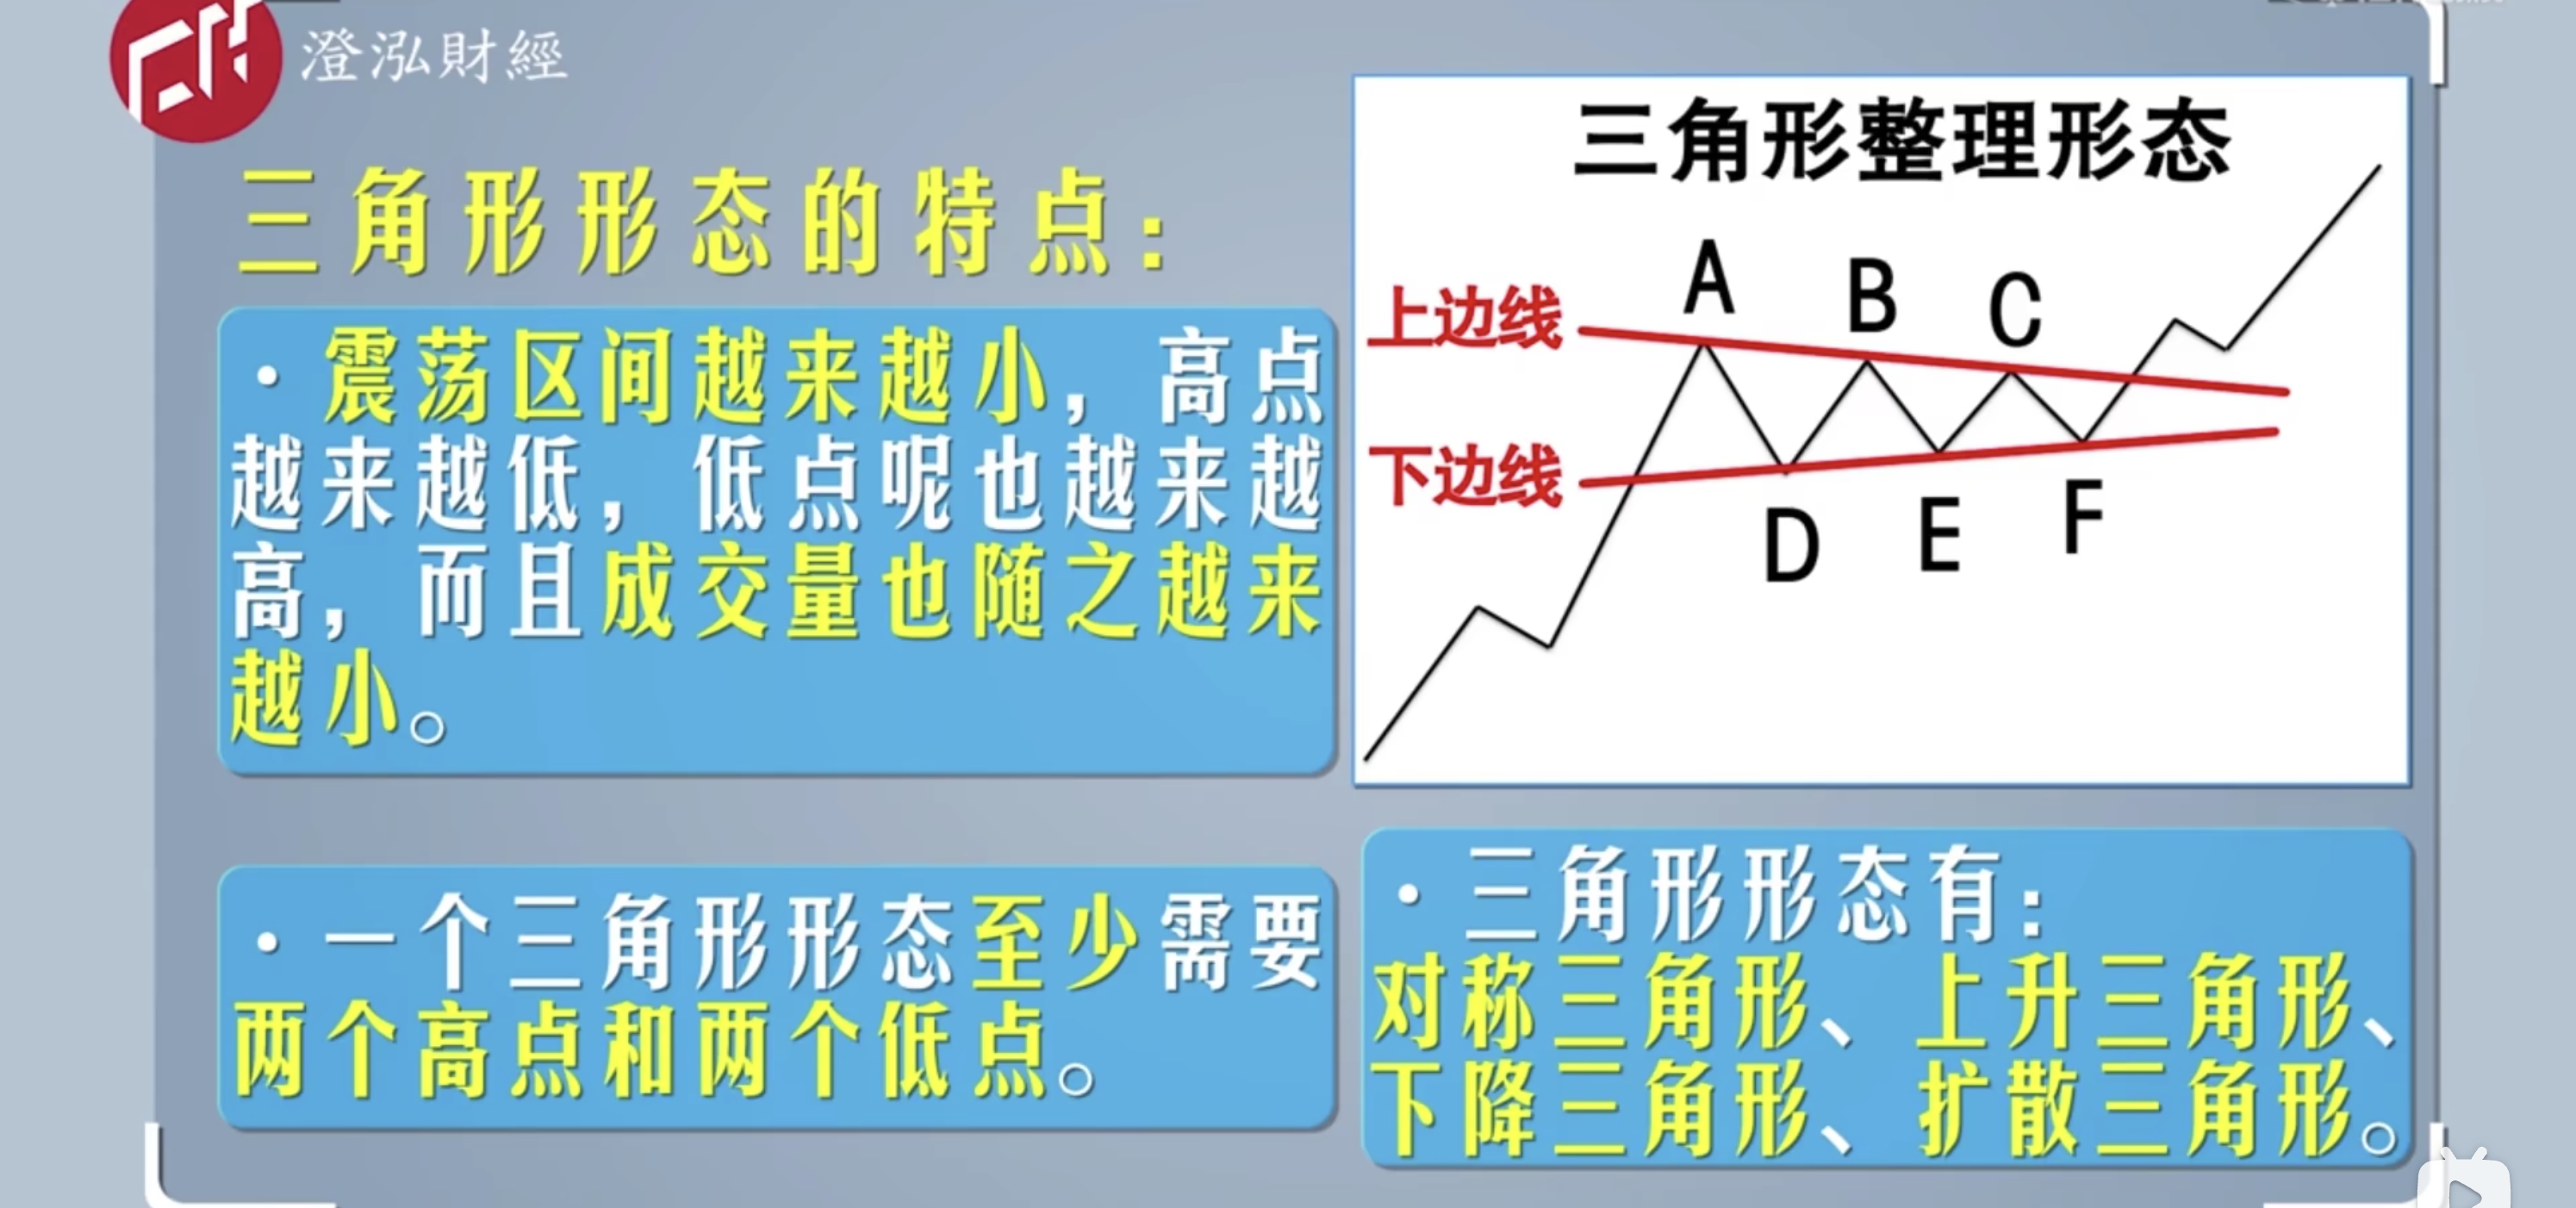 澄泓財經
三角形形态的特点：
·震荡区间越来越小，高点
越来越低，低点呢也越来越
高，而且成交量也随之越来
越小。
·一个三角形形态至少需要
两个高点和两个低点。
三角形整理形态
A
B
C
上边线
下边线
D
E
F
·三角形形态有：
对称三角形、上升三角形、
下降三角形、扩散三角形。